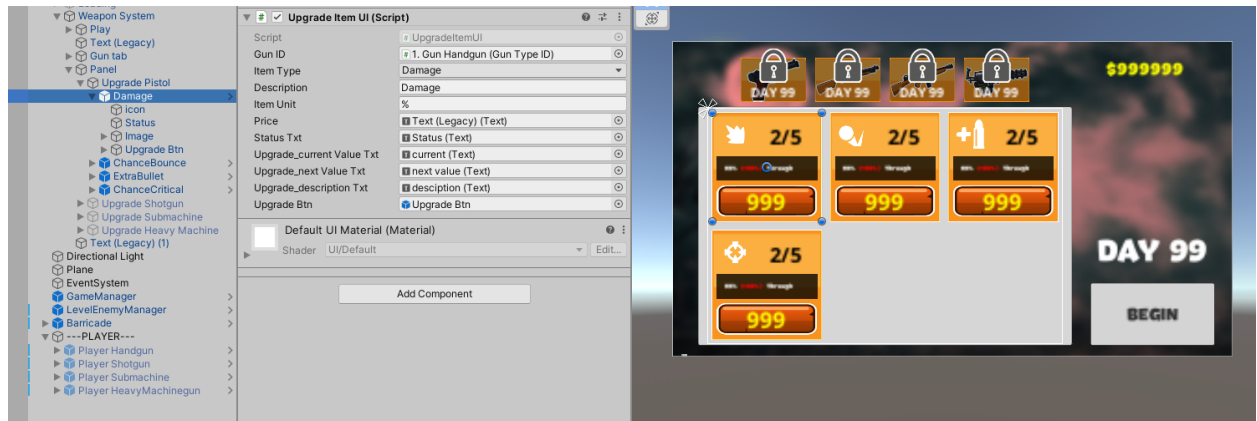 Weapon System
Play
Text (Legacy)
Gun tab
Panel
Upgrade Pistol
Damage
icon
Status
Image
Upgrade Btn
ChanceBounce
ExtraBullet
ChanceCritical
Upgrade Shotgun
Upgrade Submachine
Upgrade Heavy Machine
Text (Legacy) (1)
Directional Light
Plane
EventSystem
GameManager
LevelEnemyManager
Barricade
---PLAYER---
Player Handgun
Player Shotgun
Player Submachine
Player HeavyMachinegun
Upgrade Item UI (Script)
Script UpgradeItemUI
Gun ID 1. Gun Handgun (Gun Type ID)
Item Type Damage
Description Damage
Item Unit %
Price Text (Legacy) (Text)
Status Txt Status (Text)
Upgrade_current Value Txt current (Text)
Upgrade_next Value Txt next value (Text)
Upgrade_description Txt desciption (Text)
Upgrade Btn Upgrade Btn
Default UI Material (Material)
Shader UI/Default Edit...
Add Component
DAY 99 DAY 99 DAY 99 DAY 99
$999999
2/5 2/5 2/5
through through
999 999 999
2/5
through
999
DAY 99
BEGIN